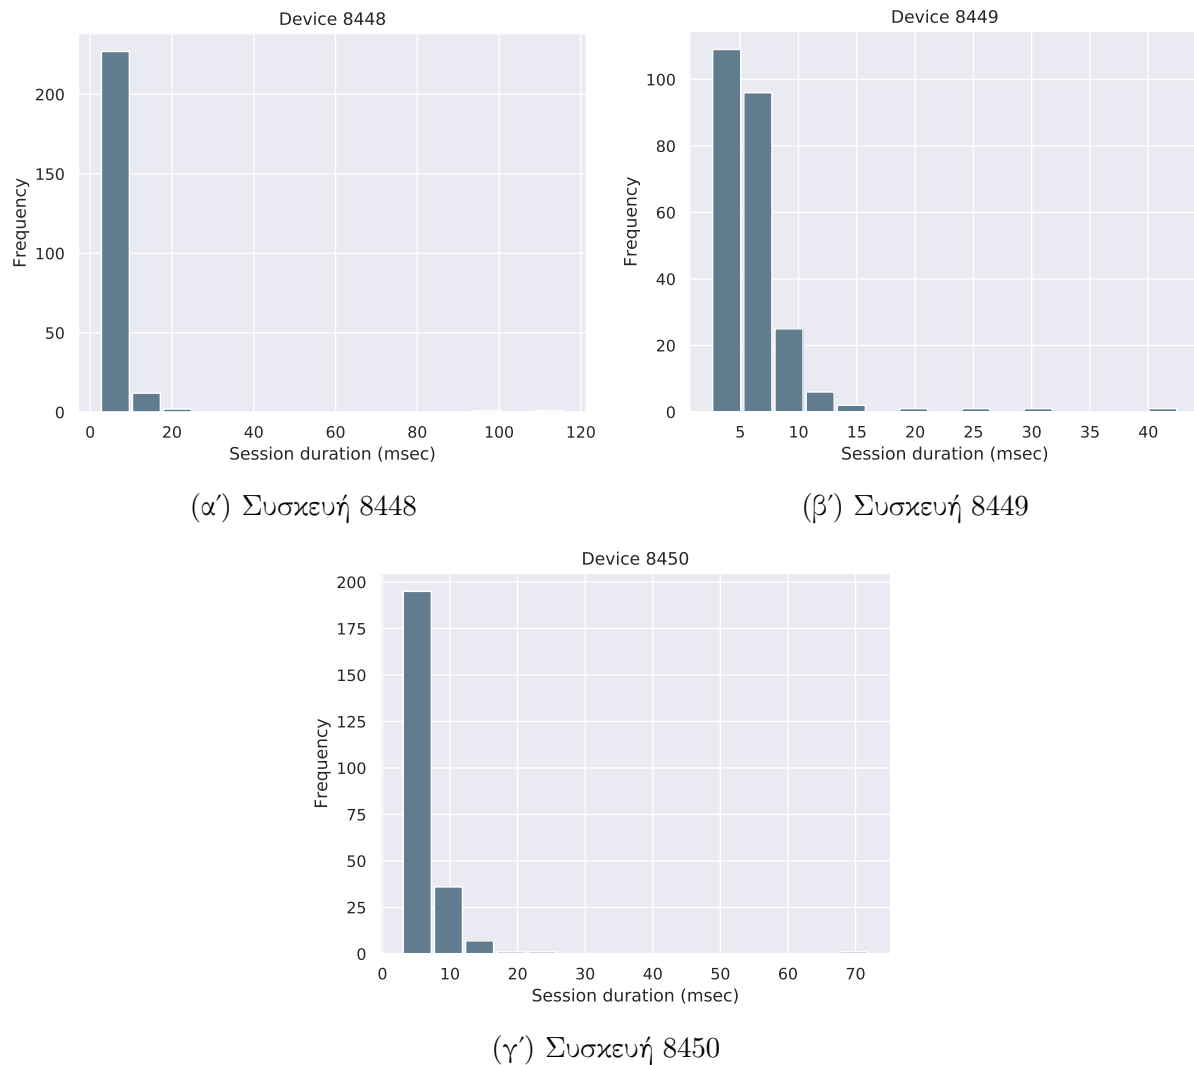 Device 8448
200
150
100
50
0
Frequency
0 20 40 60 80 100 120
Session duration (msec)
(αʹ) Συσκευή 8448
Device 8449
100
80
60
40
20
0
Frequency
5 10 15 20 25 30 35 40
Session duration (msec)
(βʹ) Συσκευή 8449
Device 8450
200
175
150
125
100
75
50
25
0
Frequency
0 10 20 30 40 50 60 70
Session duration (msec)
(γʹ) Συσκευή 8450